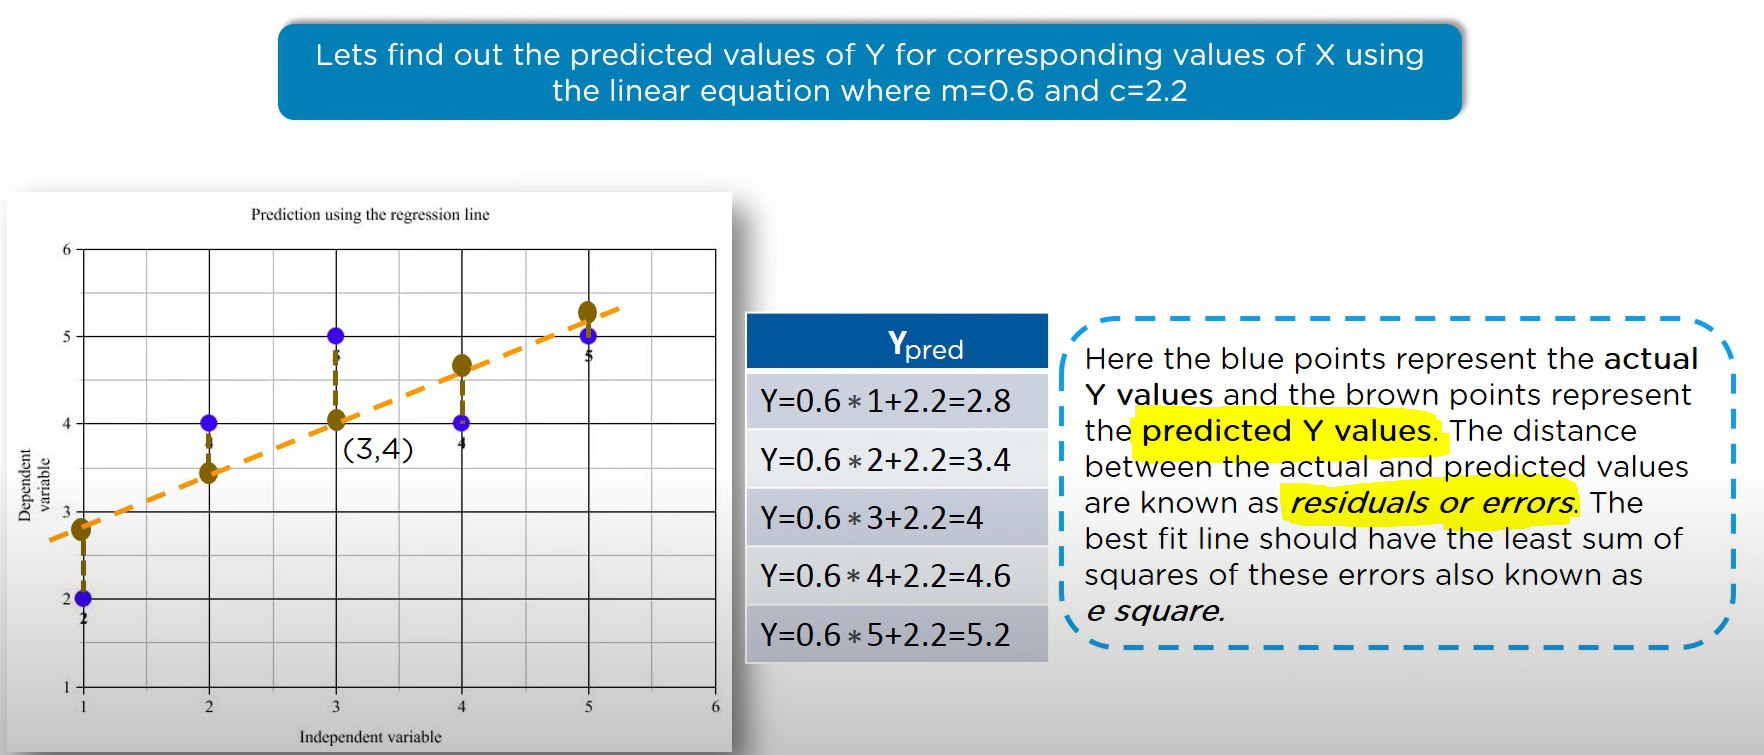 Lets find out the predicted values of Y for corresponding values of X using
the linear equation where m=0.6 and c=2.2
Prediction using the regression line
6
5
4
3
2
1
Dependent
variable
5
4
5
4
2
(3,4)
1
2
3
4
5
6
Independent variable
Ypred
Y=0.6*1+2.2=2.8
Y=0.6*2+2.2=3.4
Y=0.6*3+2.2=4
Y=0.6*4+2.2=4.6
Y=0.6*5+2.2=5.2
Here the blue points represent the actual
Y values and the brown points represent
the predicted Y values. The distance
between the actual and predicted values
are known as residuals or errors. The
best fit line should have the least sum of
squares of these errors also known as
e square.